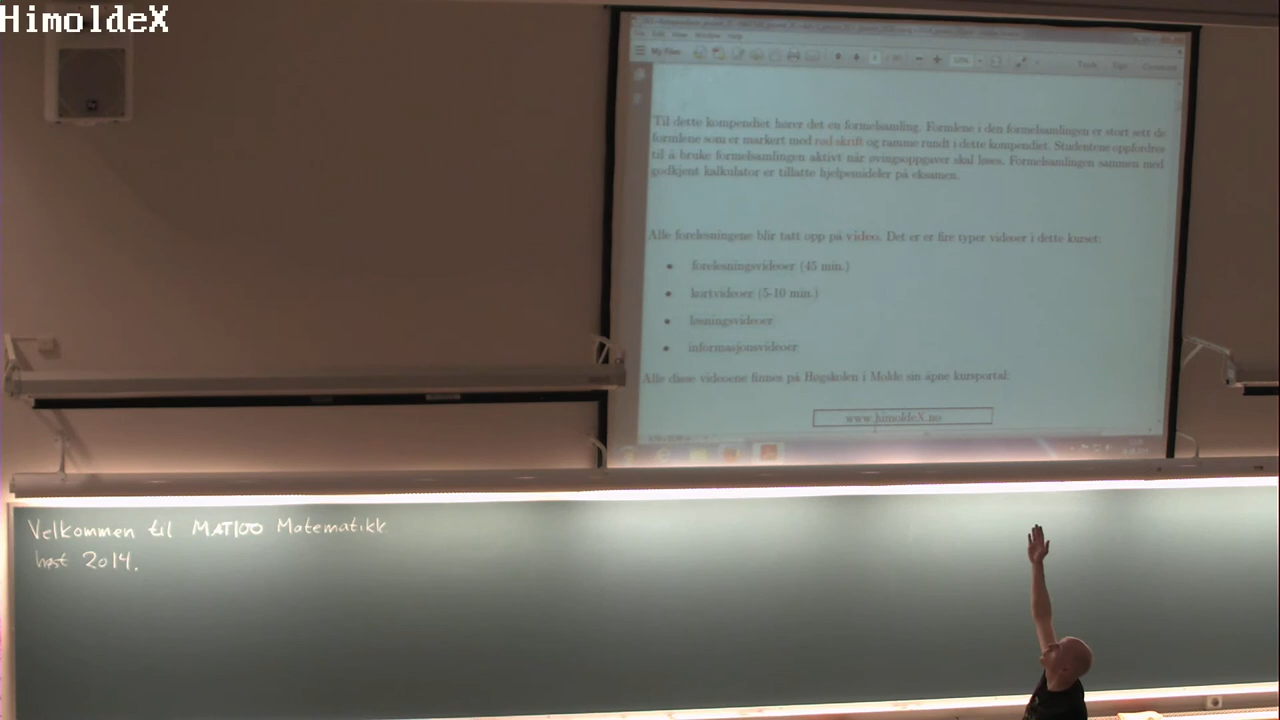 HimoldeX
My Files
Til dette kompendiet hører det en formelsamling. Formlene i den formelsamlingen er stort sett de
formlene som er markert med rød skrift og ramme rundt i dette kompendiet. Studentene oppfordres
til å bruke formelsamlingen aktivt når øvingsoppgaver skal løses. Formelsamlingen sammen med
godkjent kalkulator er tillatte hjelpemidler på eksamen.
Alle forelesningene blir tatt opp på video. Det er er fire typer videoer i dette kurset:
• forelesningsvideoer (45 min.)
• kortvideoer (5-10 min.)
• løsningsvideoer
• informasjonsvideoer
Alle disse videoene finnes på Høgskolen i Molde sin åpne kursportal:
www.himoldeX.no
Velkommen til MAT100 Matematikk
høst 2014.